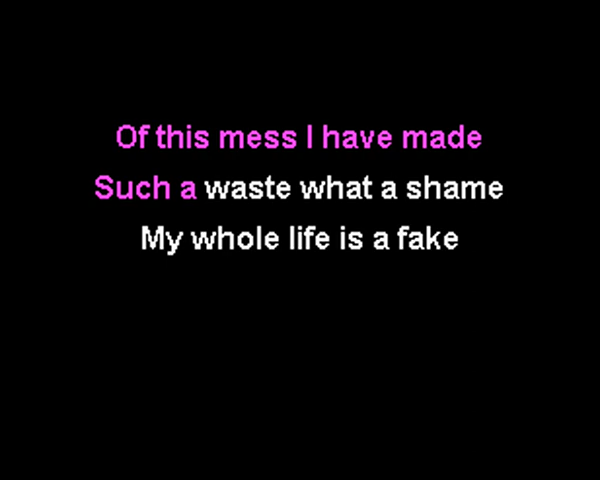 Of this mess I have made
Such a waste what a shame
My whole life is a fake